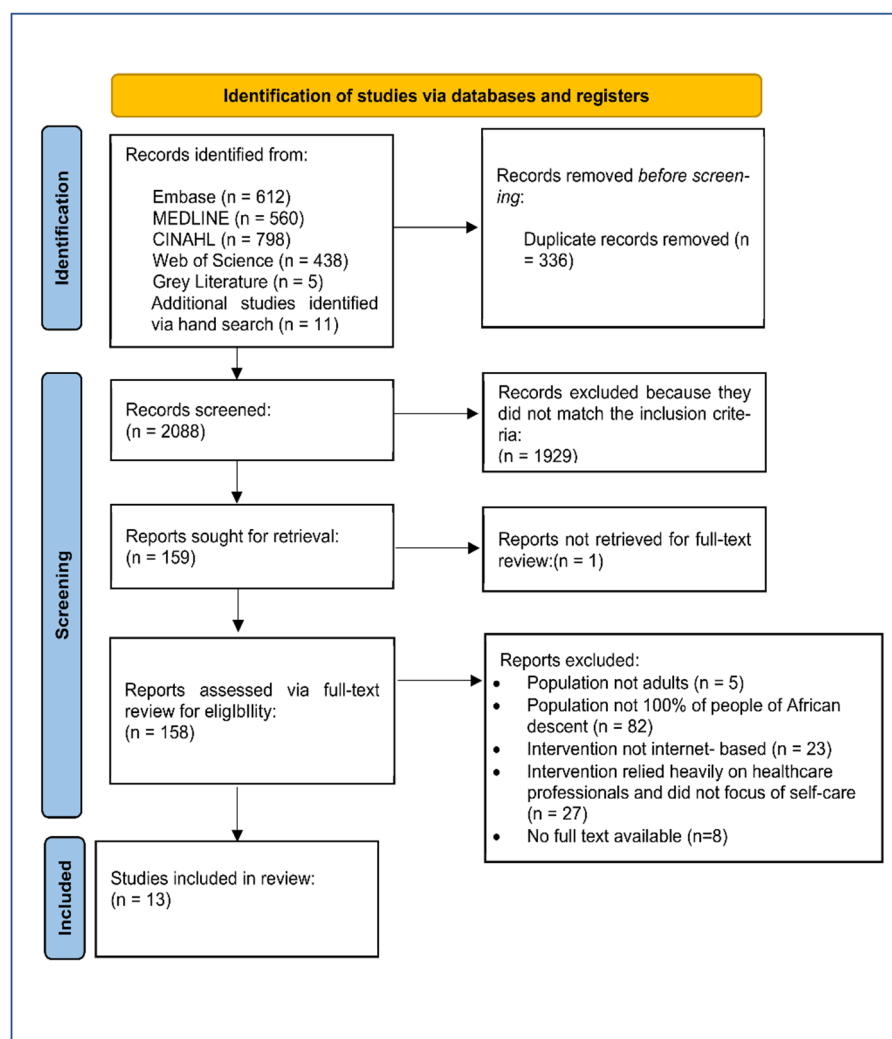 Identification of studies via databases and registers
Identification
Records identified from:
Embase (n = 612)
MEDLINE (n = 560)
CINAHL (n = 798)
Web of Science (n = 438)
Grey Literature (n = 5)
Additional studies identified
via hand search (n = 11)
Records removed before screen-
ing:
Duplicate records removed (n
= 336)
Screening
Records screened:
(n = 2088)
Records excluded because they
did not match the inclusion crite-
ria:
(n = 1929)
Reports sought for retrieval:
(n = 159)
Reports not retrieved for full-text
review:(n = 1)
Reports assessed via full-text
review for eligIbIlity:
(n = 158)
Reports excluded:
• Population not adults (n = 5)
• Population not 100% of people of African
descent (n = 82)
• Intervention not internet- based (n = 23)
• Intervention relied heavily on healthcare
professionals and did not focus of self-care
(n = 27)
• No full text available (n=8)
Included
Studies included in review:
(n = 13)